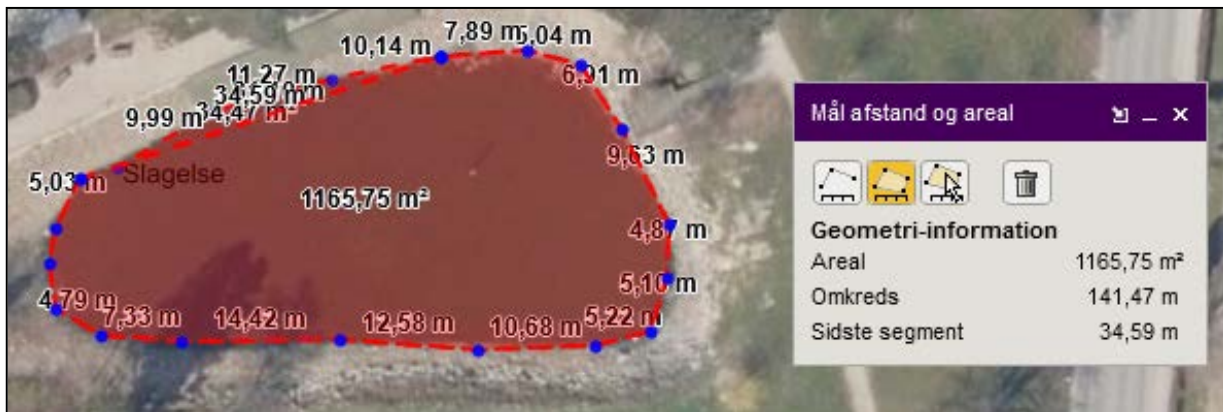 7,89 m
5,04 m
10,14 m
6,91 m
11,27 m
34,59 m
34,47 m²
9,99 m
9,63 m
5,03 m
Slagelse
1165,75 m²
4,87 m
5,10 m
4,79 m
7,33 m
14,42 m
12,58 m
10,68 m
5,22 m
Mål afstand og areal
Geometri-information
Areal 1165,75 m²
Omkreds 141,47 m
Sidste segment 34,59 m